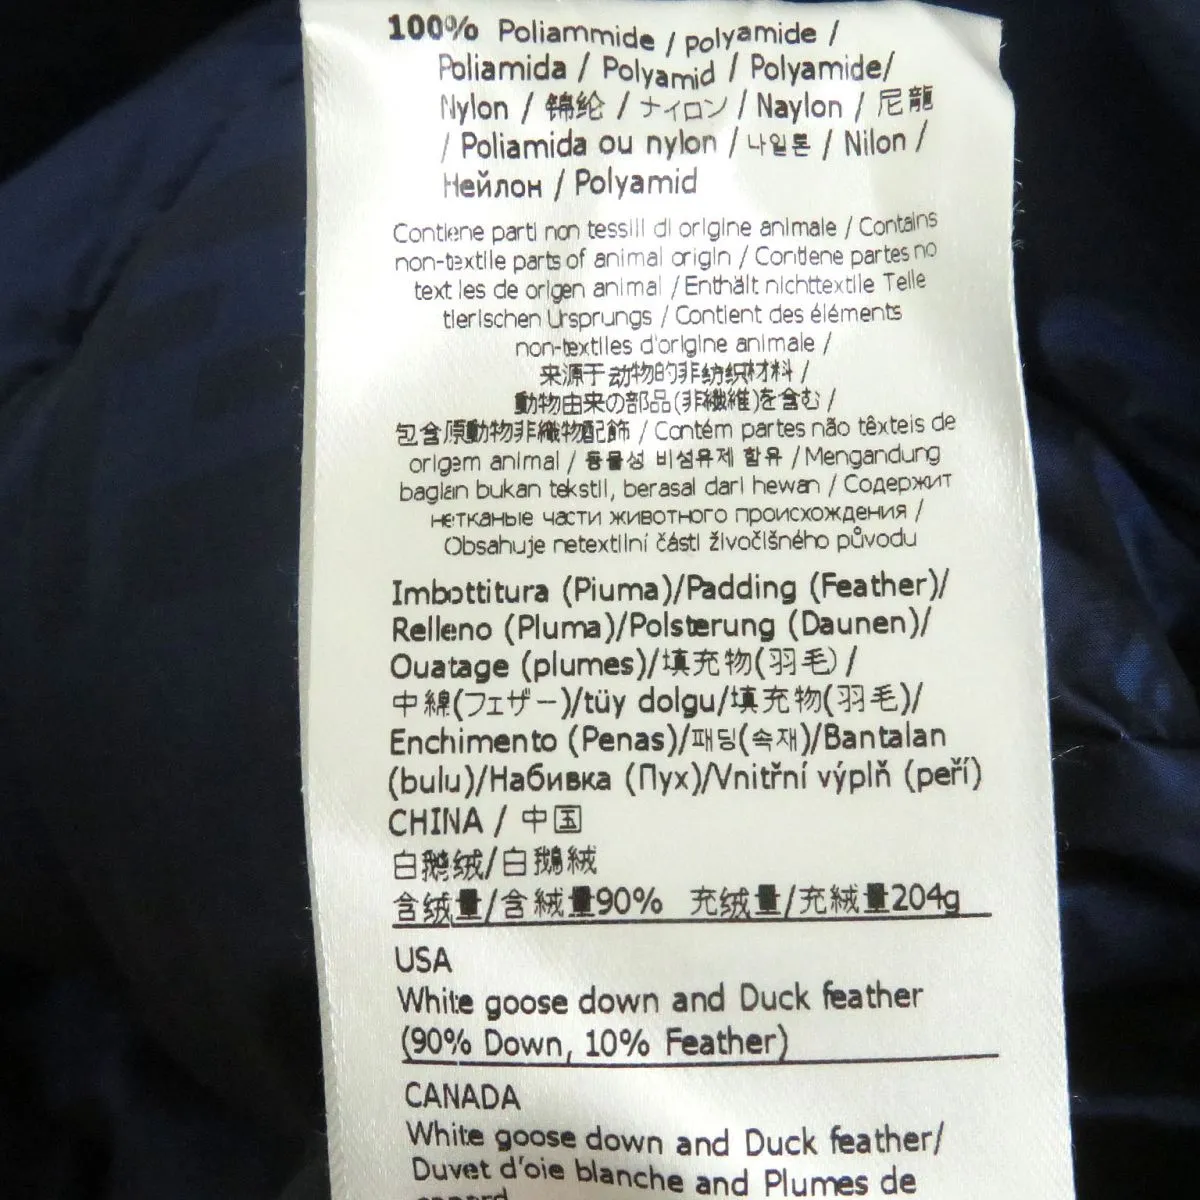 100% Poliammide / polyamide /
Poliamida / Polyamid / Polyamide/
Nylon / 锦纶 / ナイロン / Naylon / 尼龍
/ Poliamida ou nylon / 나일론 / Nilon /
Нейлон / Polyamid
Contiene parti non tessili di origine animale / Contains
non-textile parts of animal origin / Contiene partes no
textiles de origen animal / Enthält nichttextile Teile
tierischen Ursprungs / Contient des éléments
non-textiles d'origine animale /
来源于动物的非纺织材料 /
動物由来の部品(非繊維)を含む /
包含原動物非織物配飾 / Contém partes não têxteis de
origem animal / 동물성 비섬유제 함유 / Mengandung
bagian bukan tekstil, berasal dari hewan / Содержит
нетканые части животного происхождения /
Obsahuje netextilní části živočišného původu
Imbottitura (Piuma)/Padding (Feather)/
Relleno (Pluma)/Polsterung (Daunen)/
Ouatage (plumes)/填充物(羽毛) /
中綿(フェザー)/tüy dolgu/填充物(羽毛)/
Enchimento (Penas)/패딩(속재)/Bantalan
(bulu)/Набивка (Пух)/Vnitřní výplň (peří)
CHINA / 中国
白鹅绒/白鵝絨
含绒量/含絨量90% 充绒量/充絨量204g
USA
White goose down and Duck feather
(90% Down, 10% Feather)
CANADA
White goose down and Duck feather/
Duvet d'oie blanche and Plumes de
canard